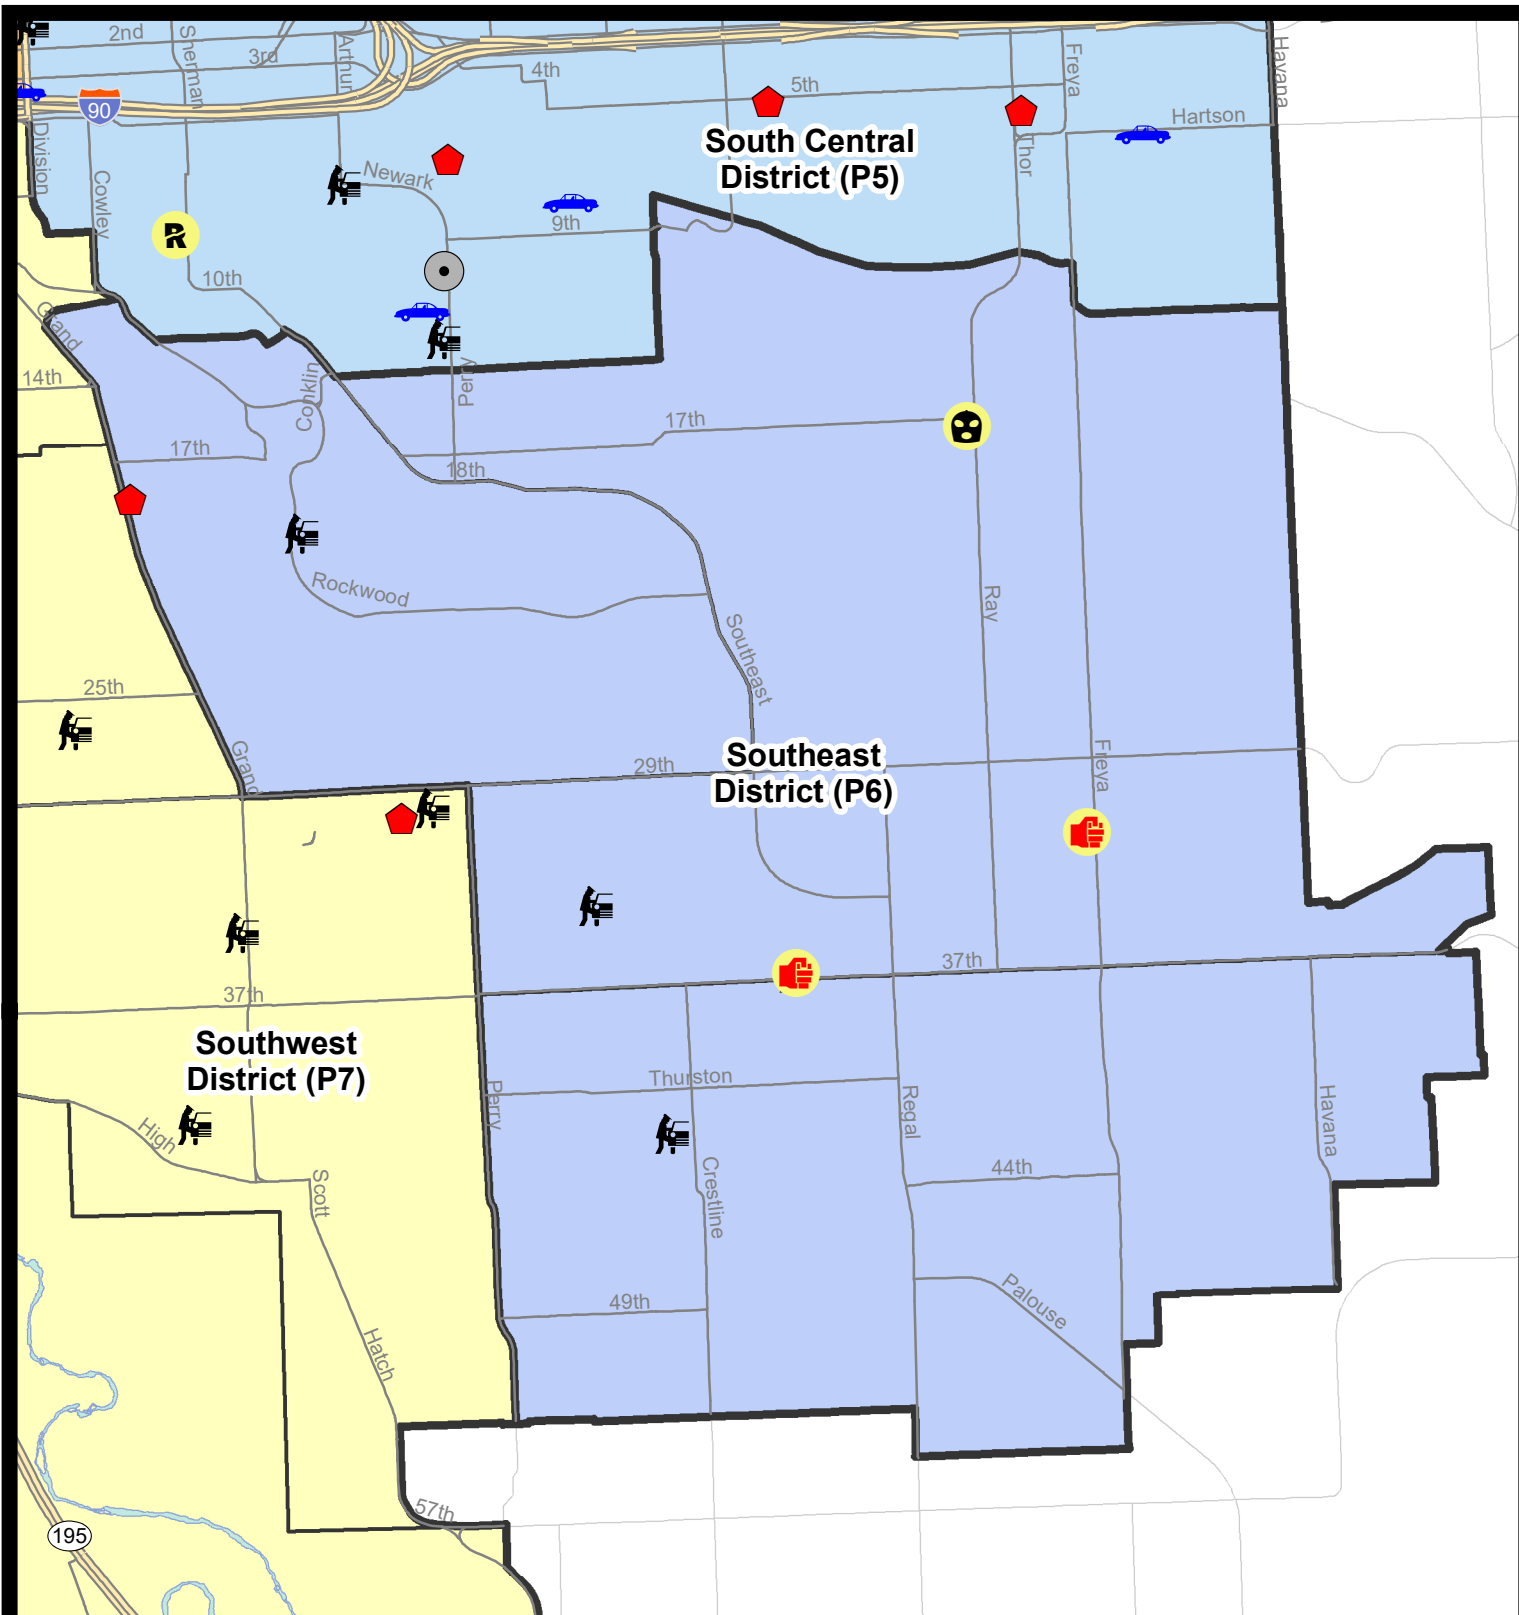 2nd
Sherman
3rd
Arthur
4th
5th
Freya
Havana
90
Hartson
Division
South Central
District (P5)
Thor
Newark
Cowley
9th
R
10th
Grand
14th
Conklin
Perry
17th
17th
18th
Rockwood
Ray
Southeast
25th
Grand
29th
Southeast
District (P6)
Freya
37th
37th
Southwest
District (P7)
Thurston
Perry
Regal
Havana
High
Scott
Crestline
44th
49th
Palouse
Hatch
57th
195